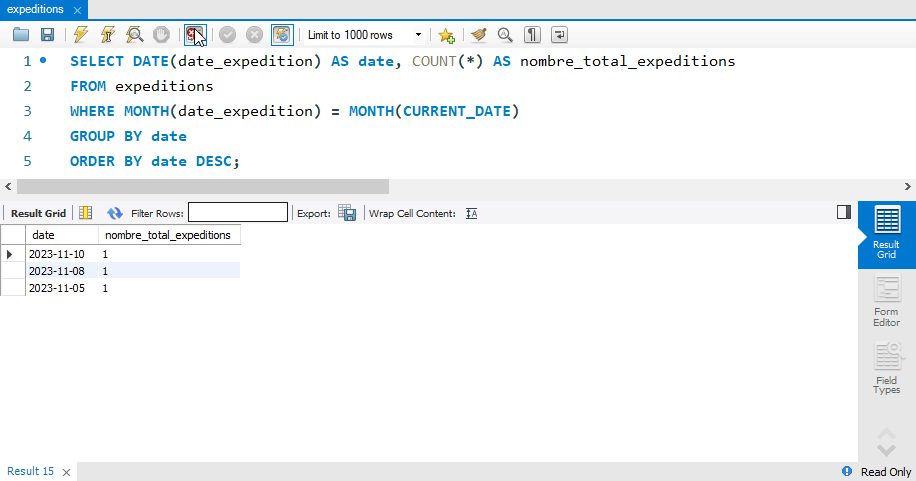 expeditions
Limit to 1000 rows
1 SELECT DATE(date_expedition) AS date, COUNT(*) AS nombre_total_expeditions
2 FROM expeditions
3 WHERE MONTH(date_expedition) = MONTH(CURRENT_DATE)
4 GROUP BY date
5 ORDER BY date DESC;
Result Grid Filter Rows: Export: Wrap Cell Content:
date nombre_total_expeditions
2023-11-10 1
2023-11-08 1
2023-11-05 1
Result
Grid
Form
Editor
Field
Types
Result 15 Read Only